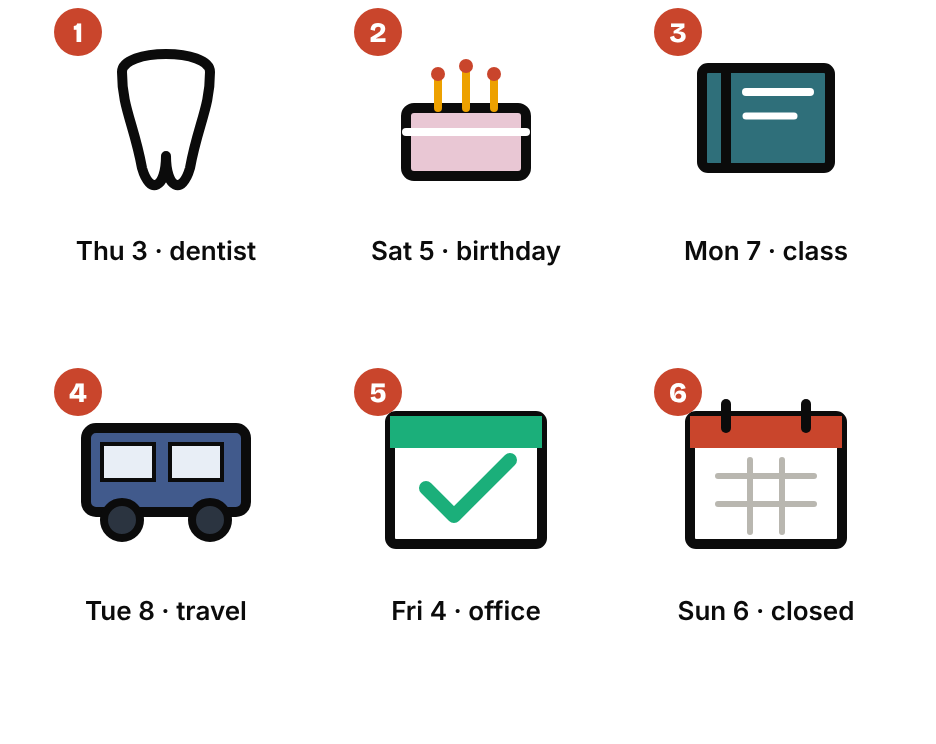 1
2
3
Thu 3 · dentist
Sat 5 · birthday
Mon 7 · class
4
5
6
Tue 8 · travel
Fri 4 · office
Sun 6 · closed